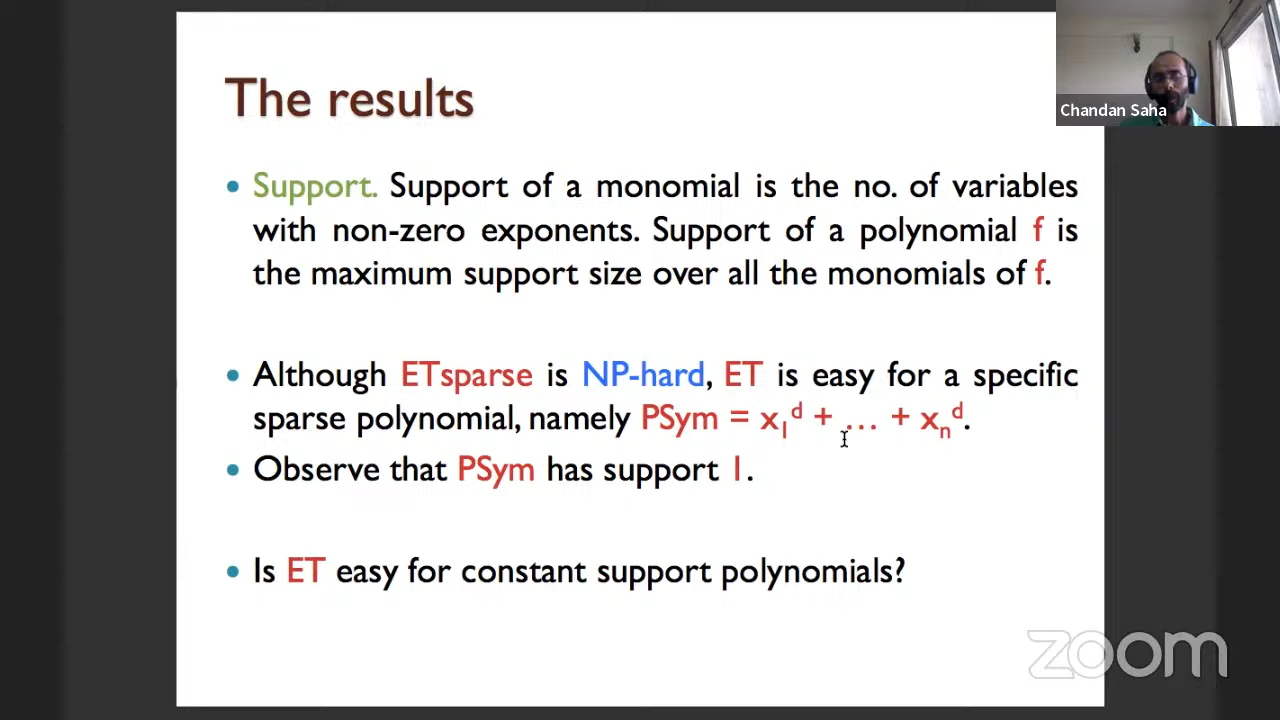 The results
Chandan Saha
• Support. Support of a monomial is the no. of variables
with non-zero exponents. Support of a polynomial f is
the maximum support size over all the monomials of f.
• Although ETsparse is NP-hard, ET is easy for a specific
sparse polynomial, namely PSym = x₁ᵈ + … + xₙᵈ.
• Observe that PSym has support 1.
• Is ET easy for constant support polynomials?
zoom